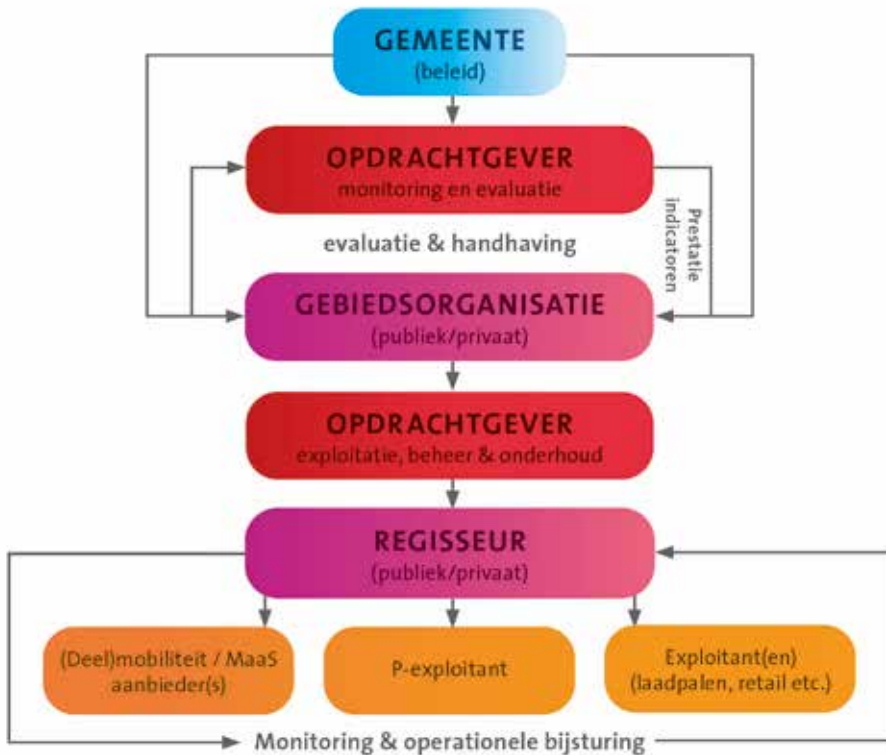 GEMEENTE
(beleid)
OPDRACHTGEVER
monitoring en evaluatie
Prestatie
indicatoren
evaluatie & handhaving
GEBIEDSORGANISATIE
(publiek/privaat)
OPDRACHTGEVER
exploitatie, beheer & onderhoud
REGISSEUR
(publiek/privaat)
(Deel)mobiliteit / MaaS
aanbieder(s)
P-exploitant
Exploitant(en)
(laadpalen, retail etc.)
Monitoring & operationele bijsturing